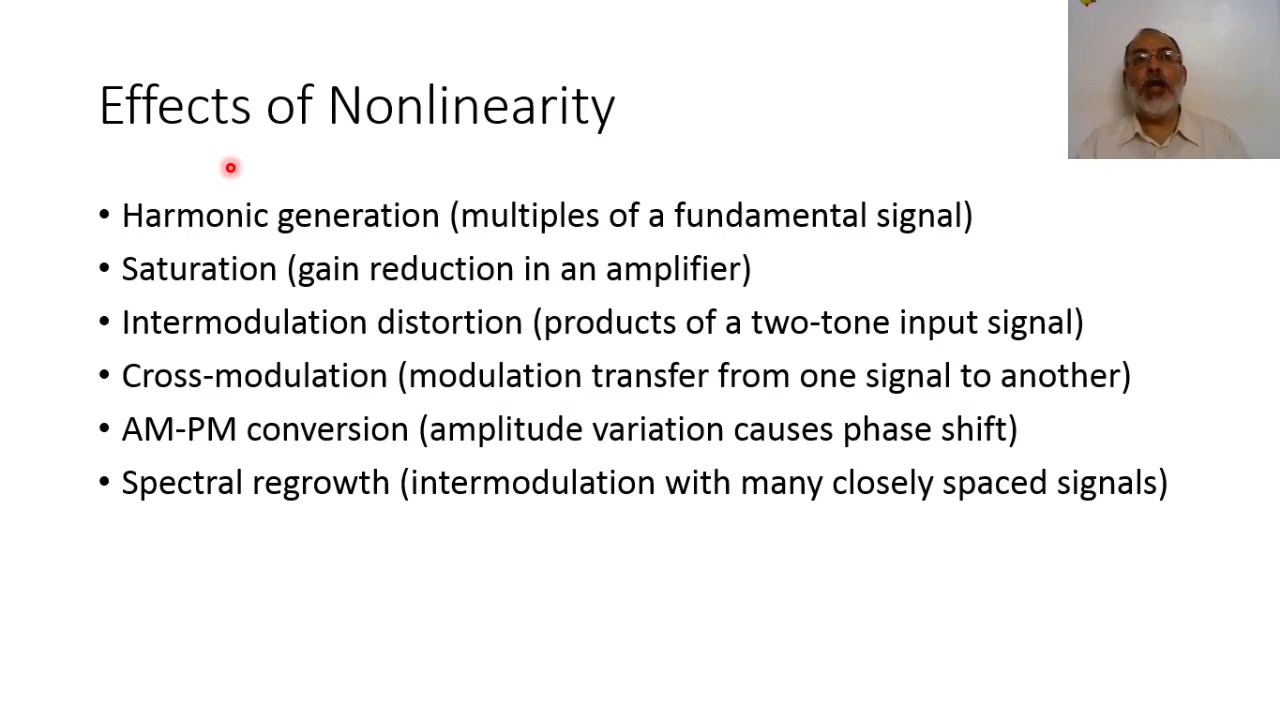 Effects of Nonlinearity
• Harmonic generation (multiples of a fundamental signal)
• Saturation (gain reduction in an amplifier)
• Intermodulation distortion (products of a two-tone input signal)
• Cross-modulation (modulation transfer from one signal to another)
• AM-PM conversion (amplitude variation causes phase shift)
• Spectral regrowth (intermodulation with many closely spaced signals)